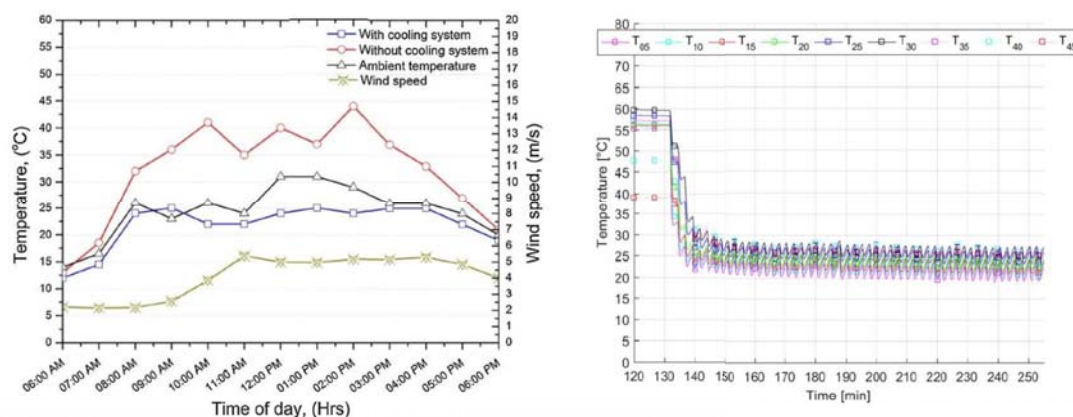 60
55
50
45
40
35
30
25
20
15
10
5
0
Temperature, (°C)
With cooling system
Without cooling system
Ambient temperature
Wind speed
20
19
18
17
16
15
14
13
12
11
10
9
8
7
6
5
4
3
2
1
0
Wind speed, (m/s)
06:00 AM
07:00 AM
08:00 AM
09:00 AM
10:00 AM
11:00 AM
12:00 PM
01:00 PM
02:00 PM
03:00 PM
04:00 PM
05:00 PM
06:00 PM
Time of day, (Hrs)
80
T05 T10 T15 T20 T25 T30 T35 T40 T45
70
65
60
55
50
45
40
35
30
25
20
15
10
5
0
Temperature [°C]
120 130 140 150 160 170 180 190 200 210 220 230 240 250
Time [min]